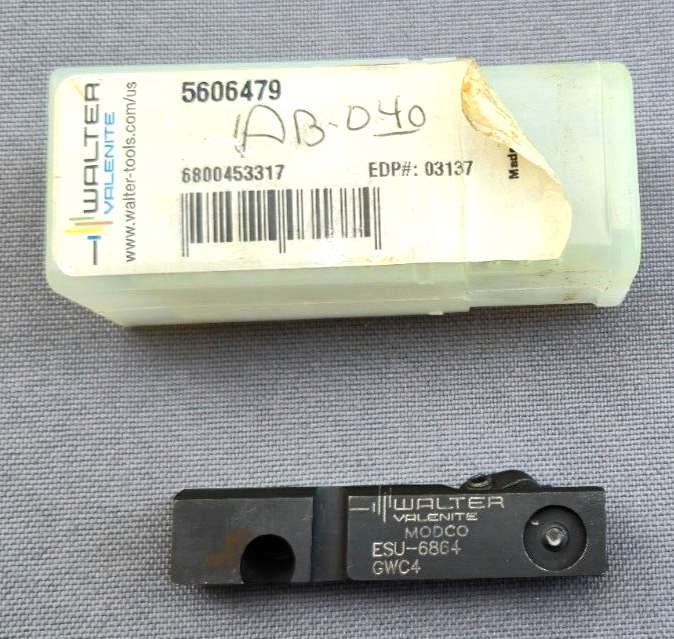 WALTER
VALENITE
www.walter-tools.com/us
5606479
AB-040
6800453317
EDP#: 03137
Made
WALTER
VALENITE
MODCO
ESU-6864
GWC4